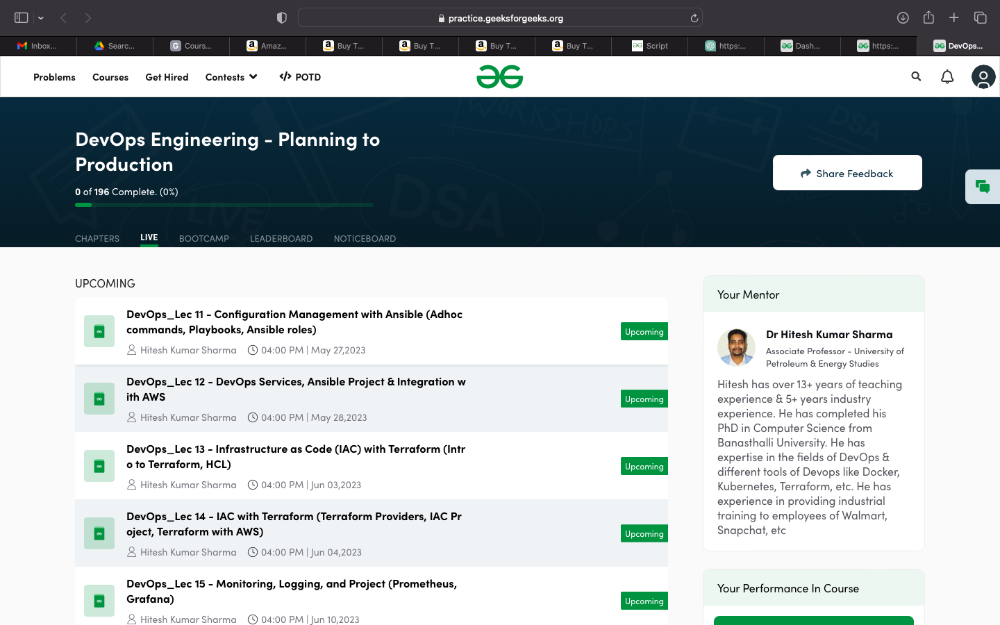 practice.geeksforgeeks.org
Inbox...
Searc...
G Cours...
a Amaz...
a Buy T...
a Buy T...
a Buy T...
a Buy T...
Script
https:...
Dash...
https:...
DevOps...
Problems Courses Get Hired Contests </> POTD
DevOps Engineering - Planning to
Production
0 of 196 Complete. (0%)
WORKSHOPS
DSA
LIVE
DSA
Share Feedback
CHAPTERS LIVE BOOTCAMP LEADERBOARD NOTICEBOARD
UPCOMING
DevOps_Lec 11 - Configuration Management with Ansible (Adhoc
commands, Playbooks, Ansible roles)
Hitesh Kumar Sharma 04:00 PM | May 27,2023
Upcoming
DevOps_Lec 12 - DevOps Services, Ansible Project & Integration w
ith AWS
Hitesh Kumar Sharma 04:00 PM | May 28,2023
Upcoming
DevOps_Lec 13 - Infrastructure as Code (IAC) with Terraform (Intr
o to Terraform, HCL)
Hitesh Kumar Sharma 04:00 PM | Jun 03,2023
Upcoming
DevOps_Lec 14 - IAC with Terraform (Terraform Providers, IAC Pr
oject, Terraform with AWS)
Hitesh Kumar Sharma 04:00 PM | Jun 04,2023
Upcoming
DevOps_Lec 15 - Monitoring, Logging, and Project (Prometheus,
Grafana)
Hitesh Kumar Sharma 04:00 PM | Jun 10,2023
Upcoming
Your Mentor
Dr Hitesh Kumar Sharma
Associate Professor - University of
Petroleum & Energy Studies
Hitesh has over 13+ years of teaching
experience & 5+ years industry
experience. He has completed his
PhD in Computer Science from
Banasthalli University. He has
expertise in the fields of DevOps &
different tools of Devops like Docker,
Kubernetes, Terraform, etc. He has
experience in providing industrial
training to employees of Walmart,
Snapchat, etc
Your Performance In Course